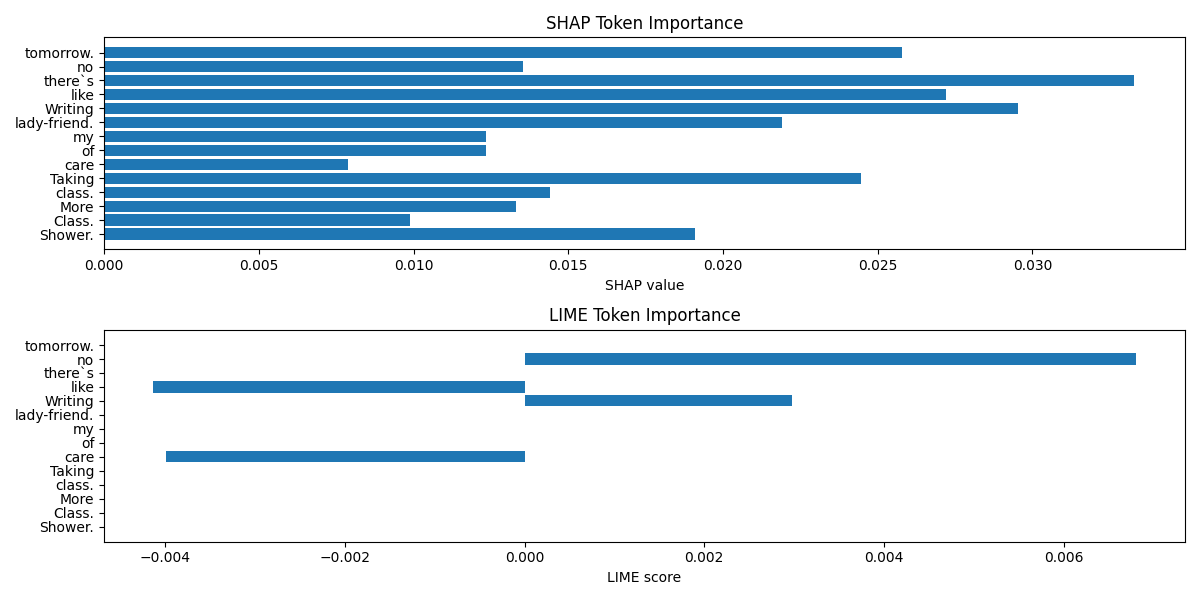 SHAP Token Importance
tomorrow.
no
there`s
like
Writing
lady-friend.
my
of
care
Taking
class.
More
Class.
Shower.
0.000 0.005 0.010 0.015 0.020 0.025 0.030
SHAP value
LIME Token Importance
tomorrow.
no
there`s
like
Writing
lady-friend.
my
of
care
Taking
class.
More
Class.
Shower.
−0.004 −0.002 0.000 0.002 0.004 0.006
LIME score